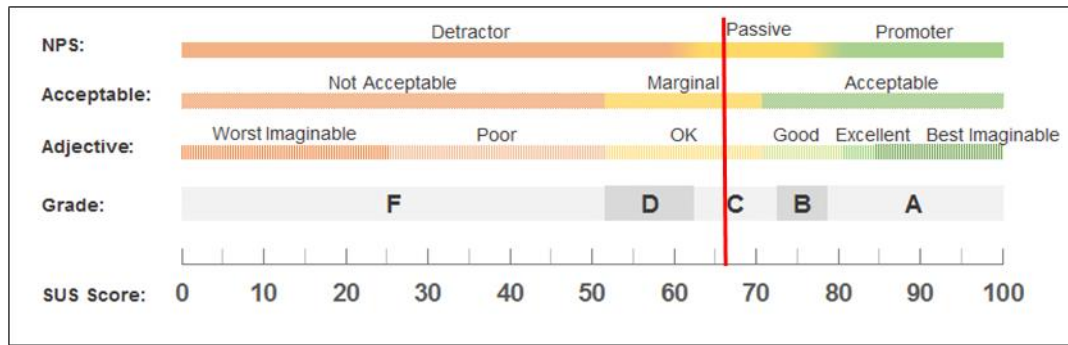 NPS: Detractor Passive Promoter
Acceptable: Not Acceptable Marginal Acceptable
Adjective: Worst Imaginable Poor OK Good Excellent Best Imaginable
Grade: F D C B A
SUS Score: 0 10 20 30 40 50 60 70 80 90 100